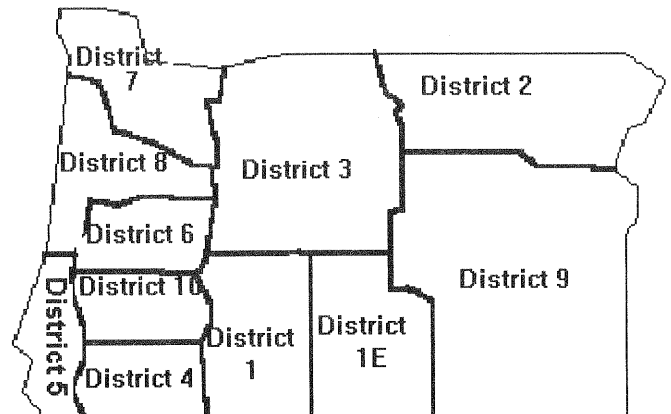 District
7
District 2
District 8
District 3
District 6
District 9
District 10
District 5
District
1
District
1E
District 4